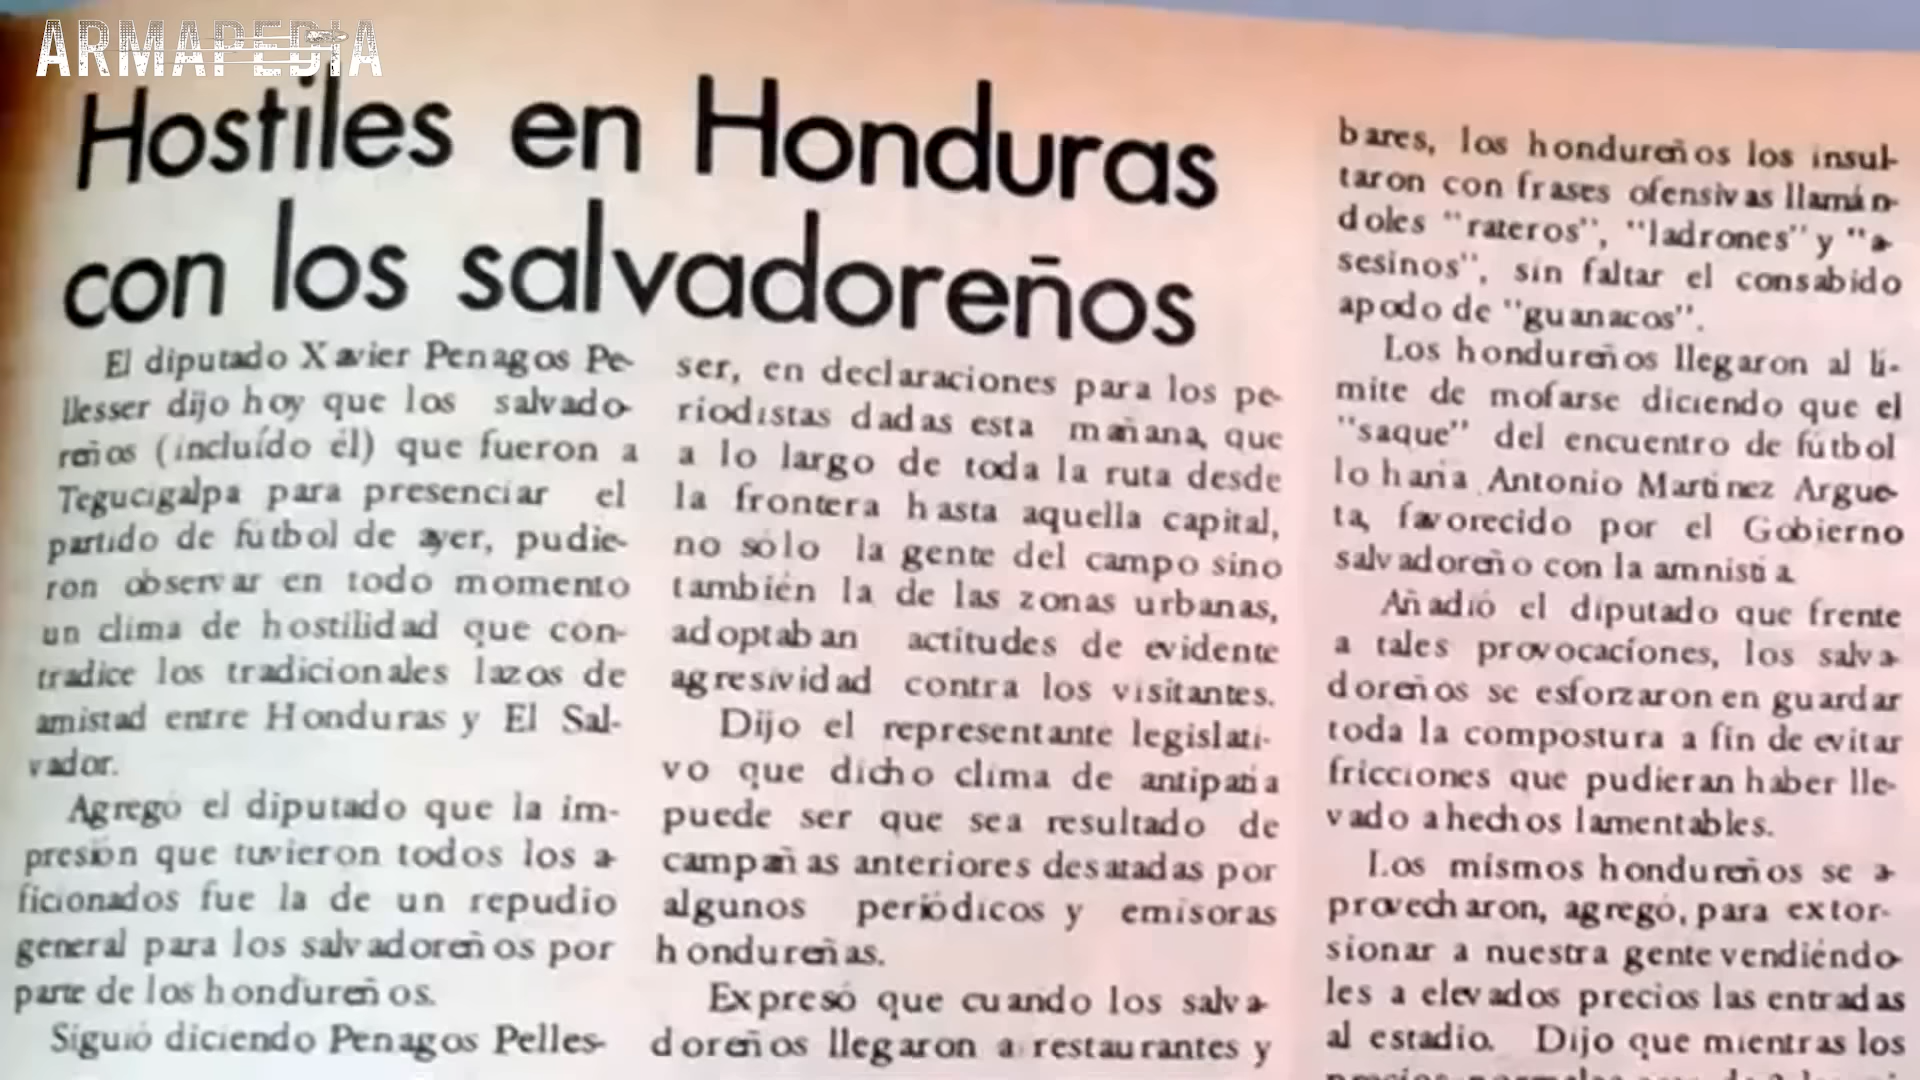 ARMAPEDIA
Hostiles en Honduras
con los salvadoreños
El diputado Xavier Penagos Pe-
llesser dijo hoy que los salvado-
reños (incluído él) que fueron a
Tegucigalpa para presenciar el
partido de fútbol de ayer, pudie-
ron observar en todo momento
un clima de hostilidad que con-
tradice los tradicionales lazos de
amistad entre Honduras y El Sal-
vador.
Agregó el diputado que la im-
presión que tuvieron todos los a-
ficionados fue la de un repudio
general para los salvadoreños por
parte de los hondureños.
Siguió diciendo Penagos Pelles-
ser, en declaraciones para los pe-
riodistas dadas esta mañana, que
a lo largo de toda la ruta desde
la frontera hasta aquella capital,
no sólo la gente del campo sino
también la de las zonas urbanas,
adoptaban actitudes de evidente
agresividad contra los visitantes.
Dijo el representante legislati-
vo que dicho clima de antipatía
puede ser que sea resultado de
campañas anteriores desatadas por
algunos periódicos y emisoras
hondureñas.
Expresó que cuando los salva-
doreños llegaron a restaurantes y
bares, los hondureños los insul-
taron con frases ofensivas llamán-
doles "rateros", "ladrones" y "a-
sesinos", sin faltar el consabido
apodo de "guanacos".
Los hondureños llegaron al lí-
mite de mofarse diciendo que el
"saque" del encuentro de fútbol
lo haría Antonio Martínez Argue-
ta, favorecido por el Gobierno
salvadoreño con la amnistía.
Añadió el diputado que frente
a tales provocaciones, los salva-
doreños se esforzaron en guardar
toda la compostura a fin de evitar
fricciones que pudieran haber lle-
vado a hechos lamentables.
Los mismos hondureños se a-
provecharon, agregó, para extor-
sionar a nuestra gente vendiéndo-
les a elevados precios las entradas
al estadio. Dijo que mientras los